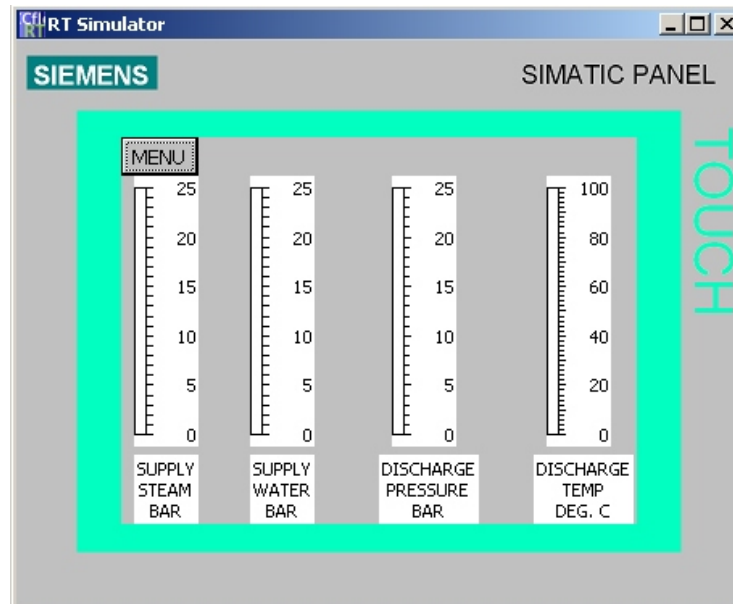 Cfl RT RT Simulator
SIEMENS
SIMATIC PANEL
TOUCH
MENU
25 25 25 100
20 20 20 80
15 15 15 60
10 10 10 40
5 5 5 20
0 0 0 0
SUPPLY STEAM BAR
SUPPLY WATER BAR
DISCHARGE PRESSURE BAR
DISCHARGE TEMP DEG. C